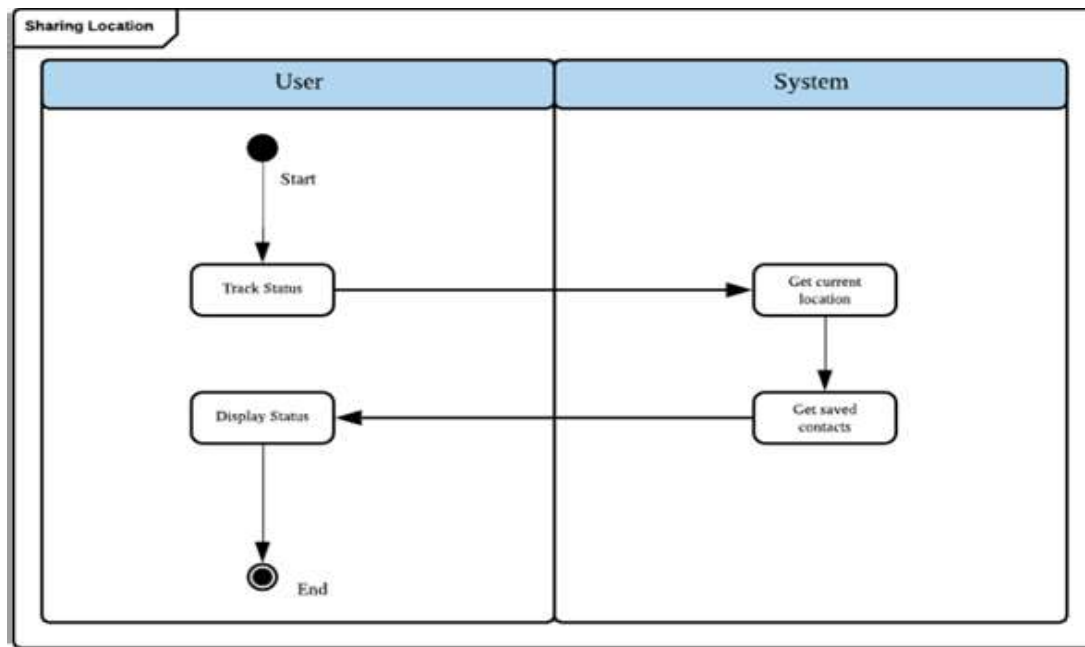 Sharing Location
User
System
Start
Track Status
Get current
location
Display Status
Get saved
contacts
End